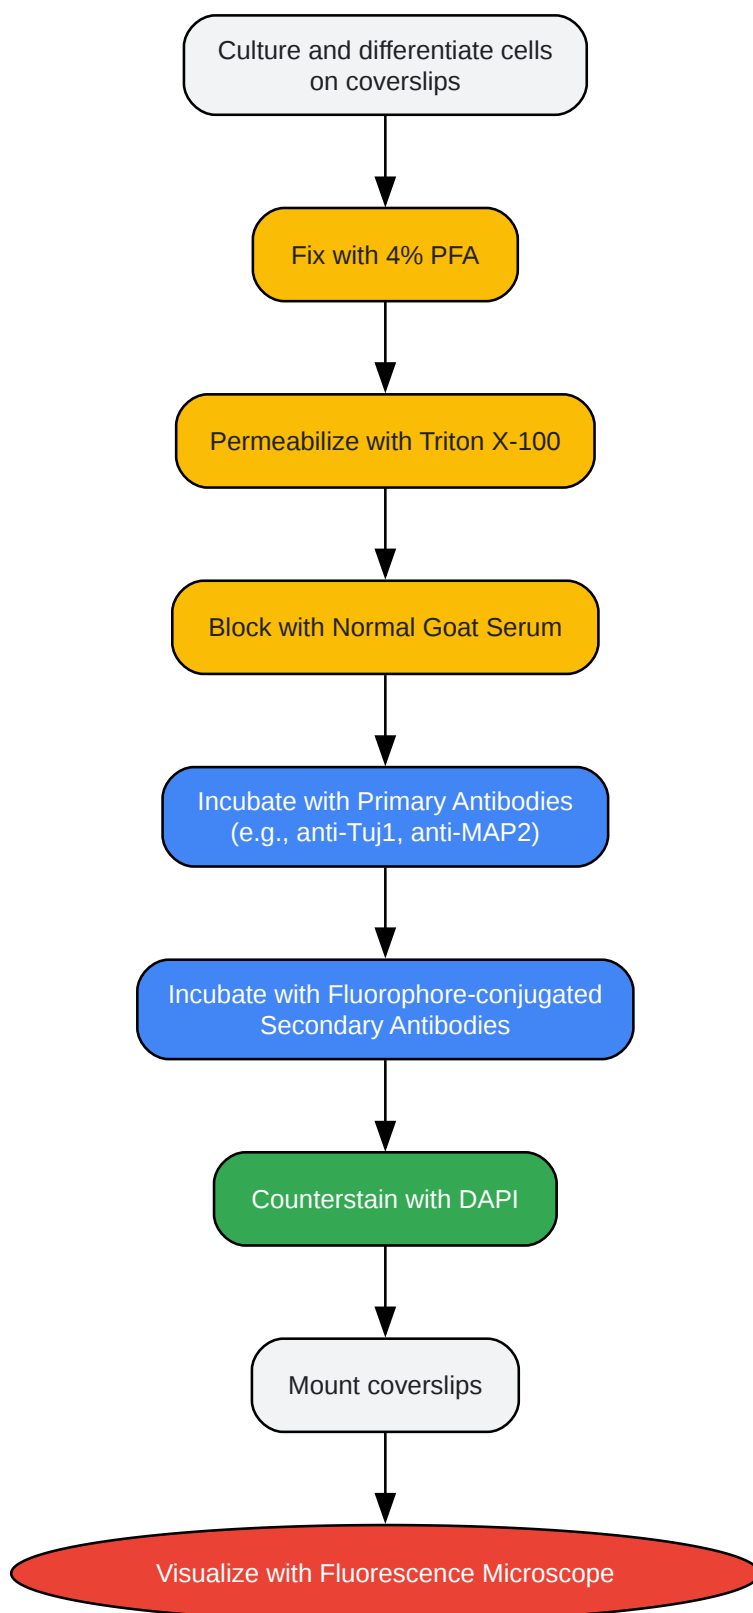 Culture and differentiate cells
on coverslips
Fix with 4% PFA
Permeabilize with Triton X-100
Block with Normal Goat Serum
Incubate with Primary Antibodies
(e.g., anti-Tuj1, anti-MAP2)
Incubate with Fluorophore-conjugated
Secondary Antibodies
Counterstain with DAPI
Mount coverslips
Visualize with Fluorescence Microscope